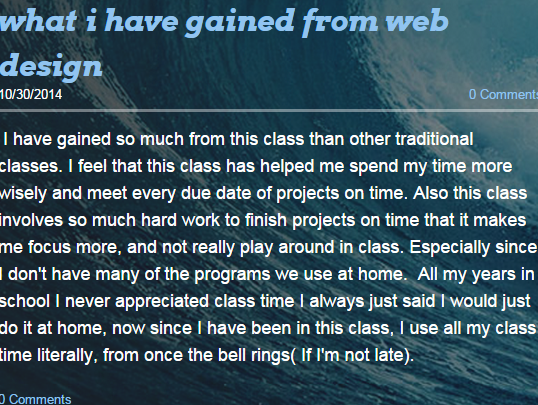 what i have gained from web
design
10/30/2014 0 Comments
I have gained so much from this class than other traditional
classes. I feel that this class has helped me spend my time more
wisely and meet every due date of projects on time. Also this class
involves so much hard work to finish projects on time that it makes
me focus more, and not really play around in class. Especially since
I don't have many of the programs we use at home.  All my years in
school I never appreciated class time I always just said I would just
do it at home, now since I have been in this class, I use all my class
time literally, from once the bell rings( If I'm not late).
0 Comments